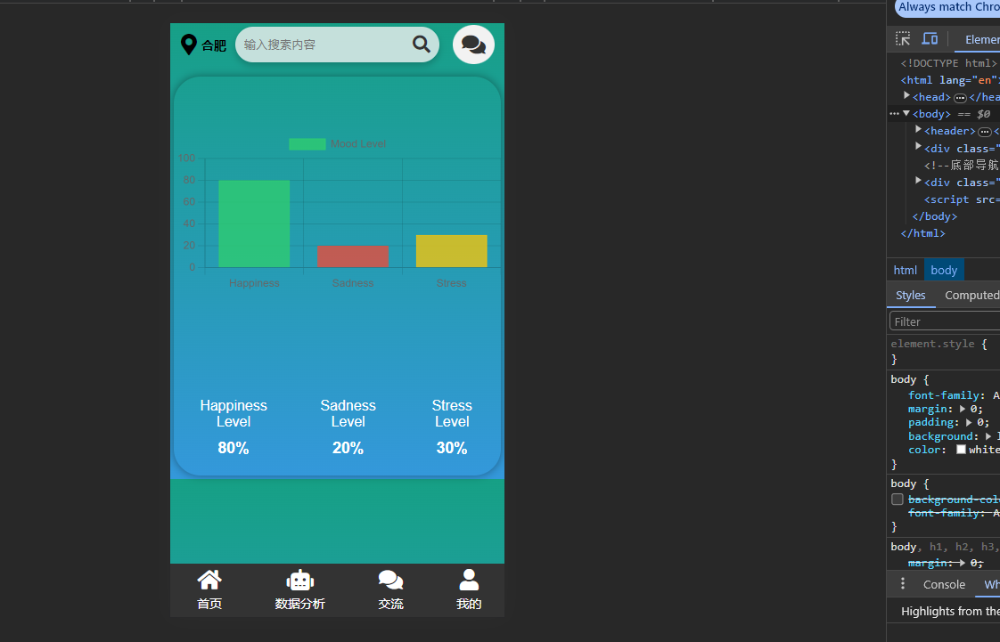 Always match Chro
合肥
输入搜索内容
Elemen
<!DOCTYPE html>
<html lang="en">
<head> ⋯ </hea
⋯ <body> == $0
<header> ⋯ <
<div class="
<!--底部导航
<div class="
<script src=
</body>
</html>
Mood Level
100
80
60
40
20
0
Happiness Sadness Stress
Happiness Level
80%
Sadness Level
20%
Stress Level
30%
首页 数据分析 交流 我的
html body
Styles Computed
Filter
element.style {
}
body {
font-family: A
margin: 0;
padding: 0;
background: l
color: white
}
body {
background-colo
font-family: A
}
body, h1, h2, h3,
margin: 0;
Console Wh
Highlights from the